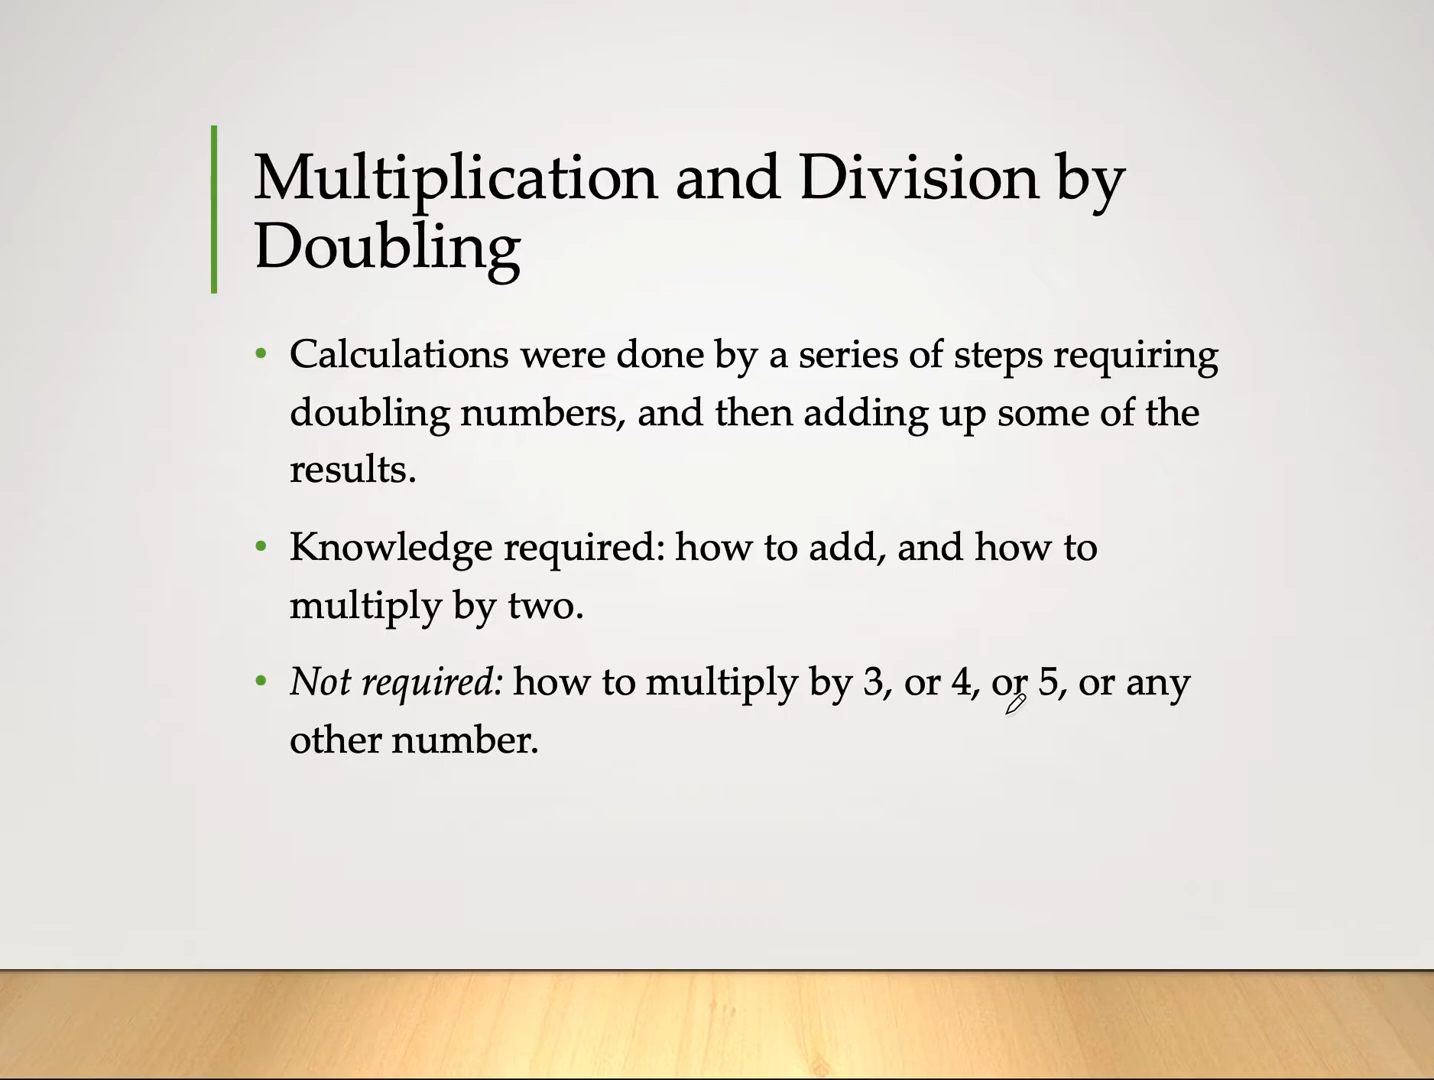 Multiplication and Division by
Doubling
• Calculations were done by a series of steps requiring
doubling numbers, and then adding up some of the
results.
• Knowledge required: how to add, and how to
multiply by two.
• Not required: how to multiply by 3, or 4, or 5, or any
other number.